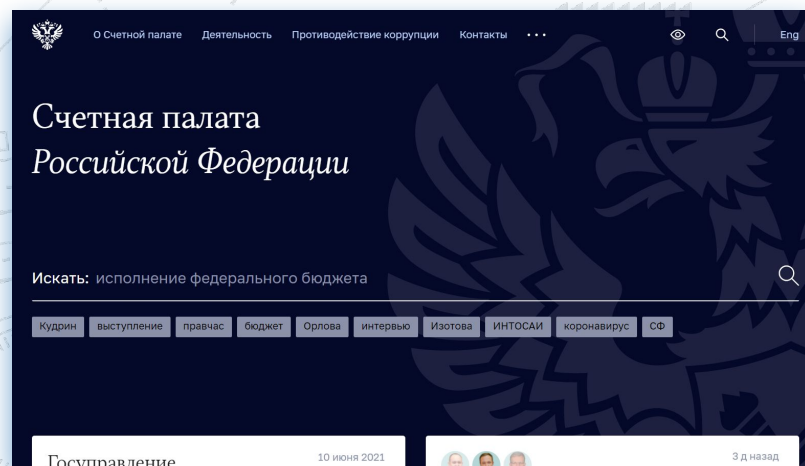 О Счетной палате Деятельность Противодействие коррупции Контакты ... Eng
Счетная палата
Российской Федерации
Искать: исполнение федерального бюджета
Кудрин выступление правчас бюджет Орлова интервью Изотова ИНТОСАИ коронавирус СФ
Госуправление 10 июня 2021 3 д назад